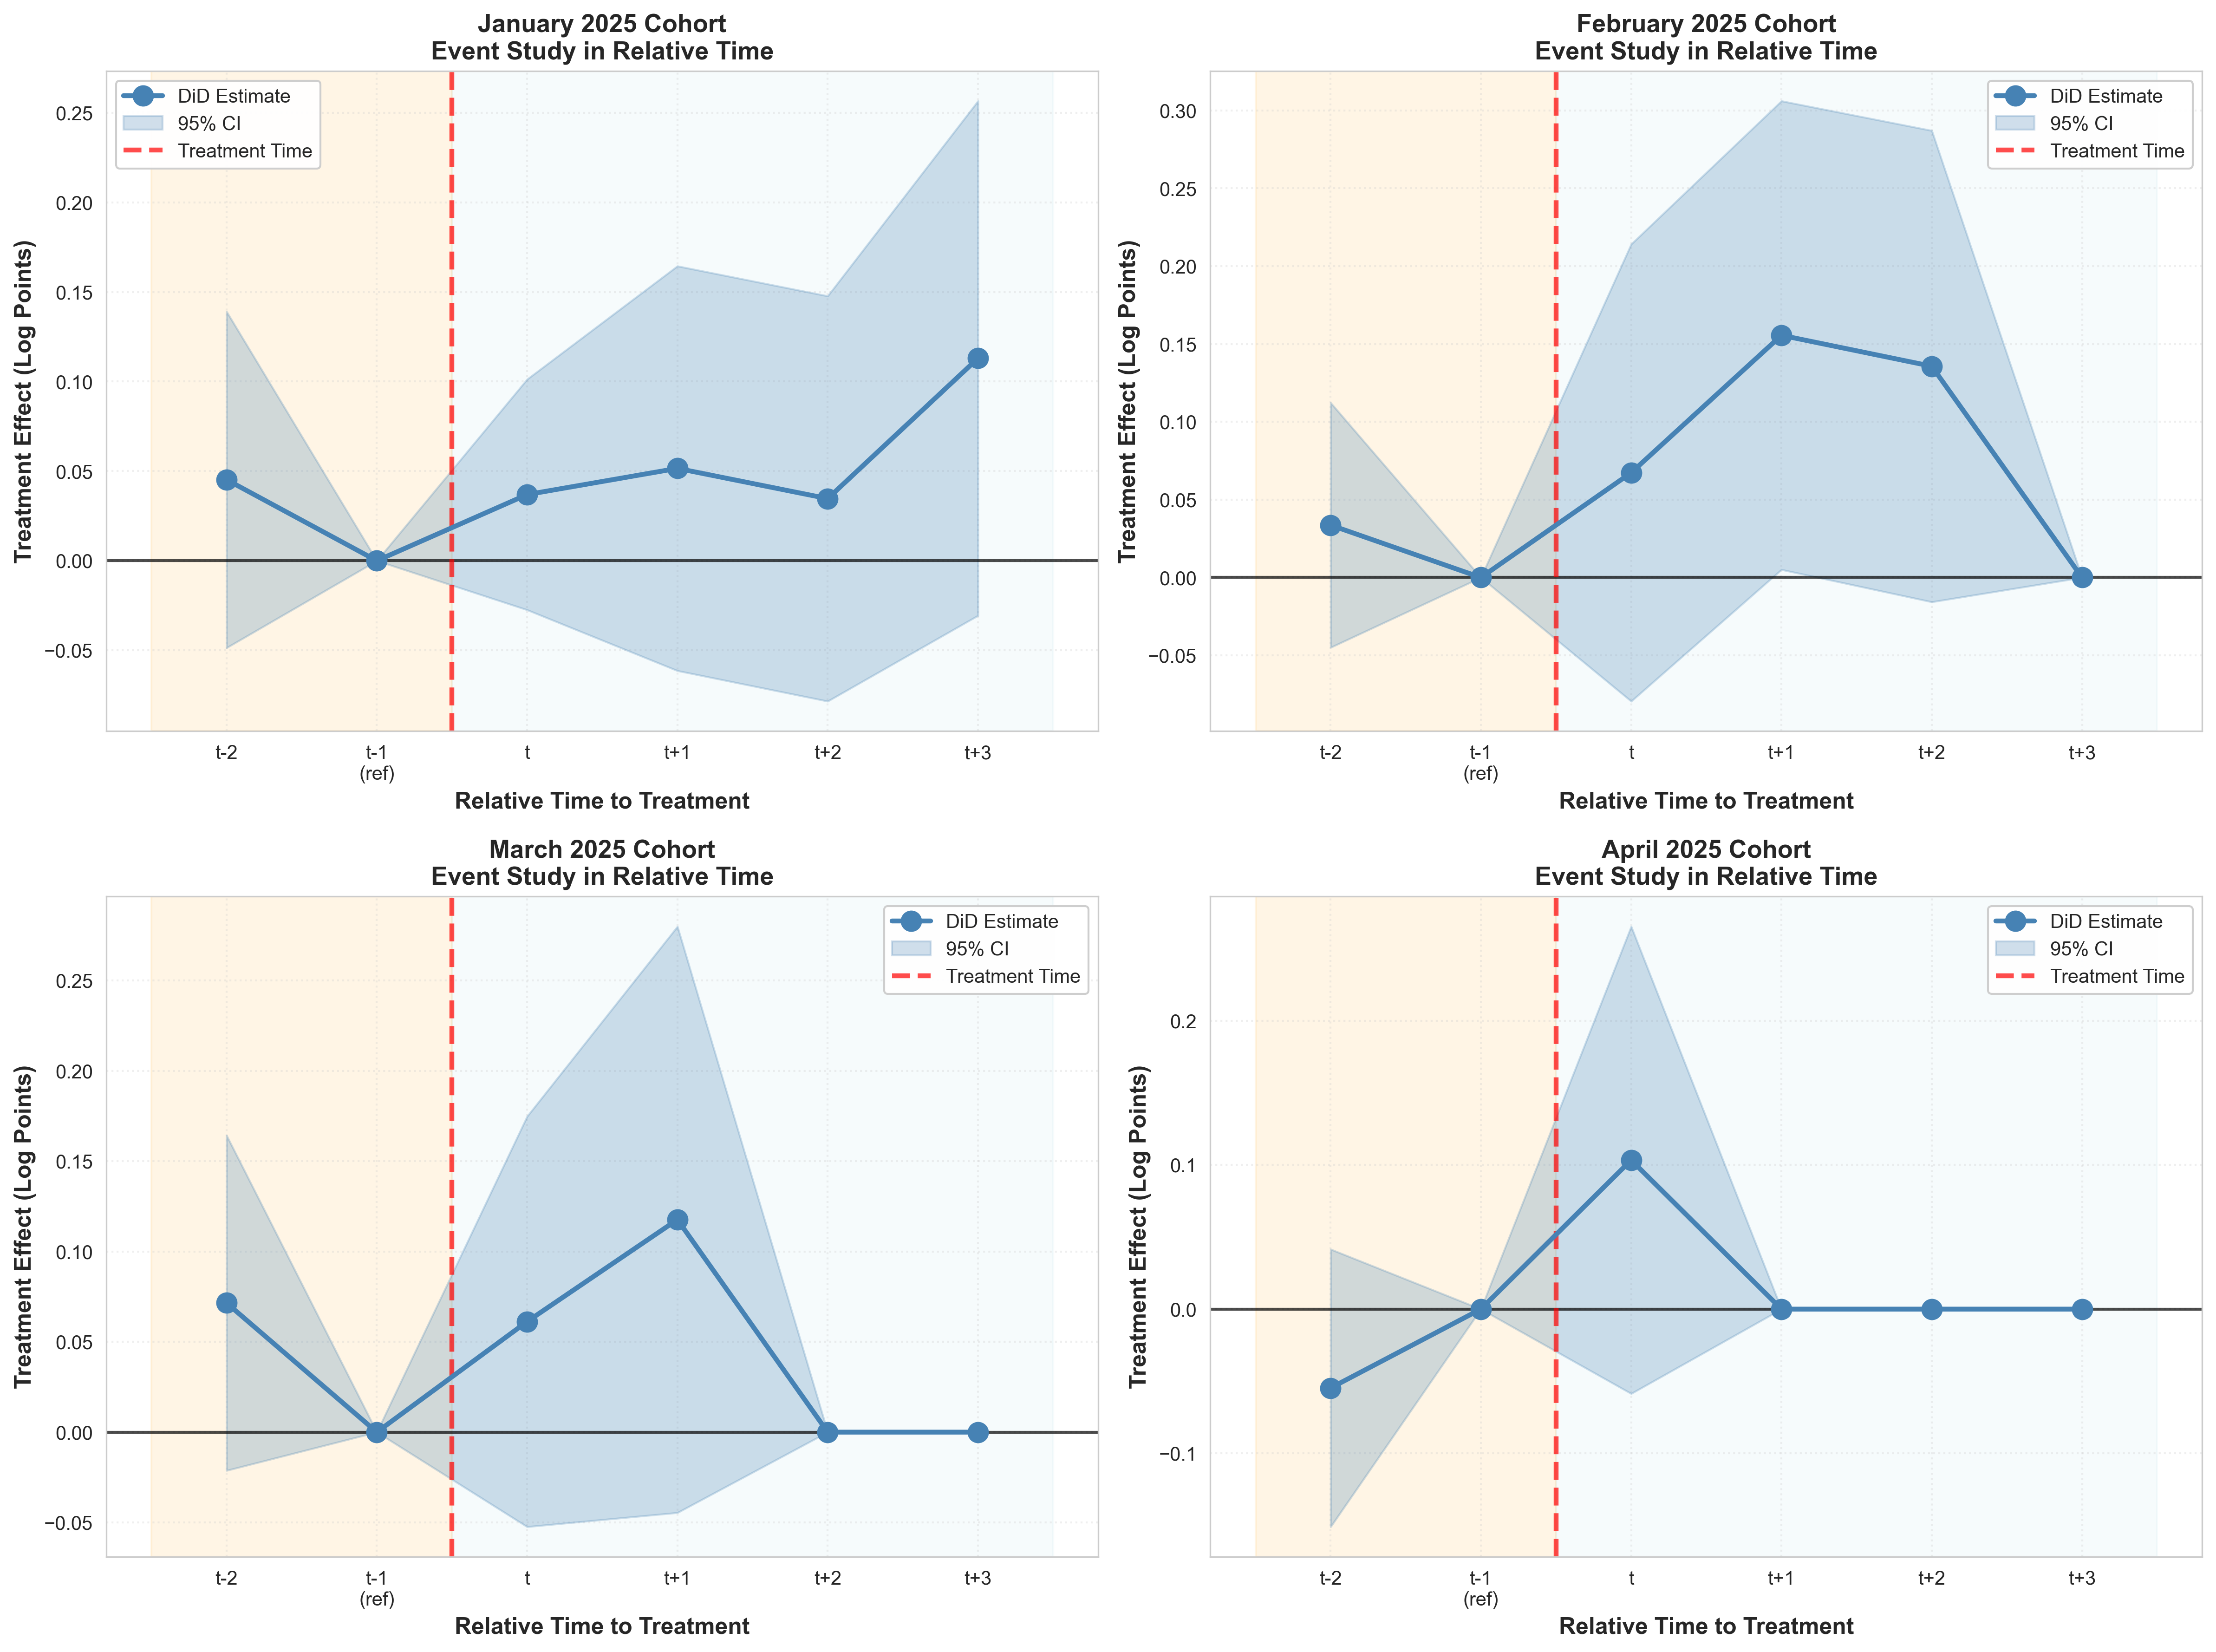 January 2025 Cohort
Event Study in Relative Time
DiD Estimate
95% CI
Treatment Time
Treatment Effect (Log Points)
0.25
0.20
0.15
0.10
0.05
0.00
−0.05
t-2
t-1
(ref)
t
t+1
t+2
t+3
Relative Time to Treatment
February 2025 Cohort
Event Study in Relative Time
DiD Estimate
95% CI
Treatment Time
Treatment Effect (Log Points)
0.30
0.25
0.20
0.15
0.10
0.05
0.00
−0.05
t-2
t-1
(ref)
t
t+1
t+2
t+3
Relative Time to Treatment
March 2025 Cohort
Event Study in Relative Time
DiD Estimate
95% CI
Treatment Time
Treatment Effect (Log Points)
0.25
0.20
0.15
0.10
0.05
0.00
−0.05
t-2
t-1
(ref)
t
t+1
t+2
t+3
Relative Time to Treatment
April 2025 Cohort
Event Study in Relative Time
DiD Estimate
95% CI
Treatment Time
Treatment Effect (Log Points)
0.2
0.1
0.0
−0.1
t-2
t-1
(ref)
t
t+1
t+2
t+3
Relative Time to Treatment